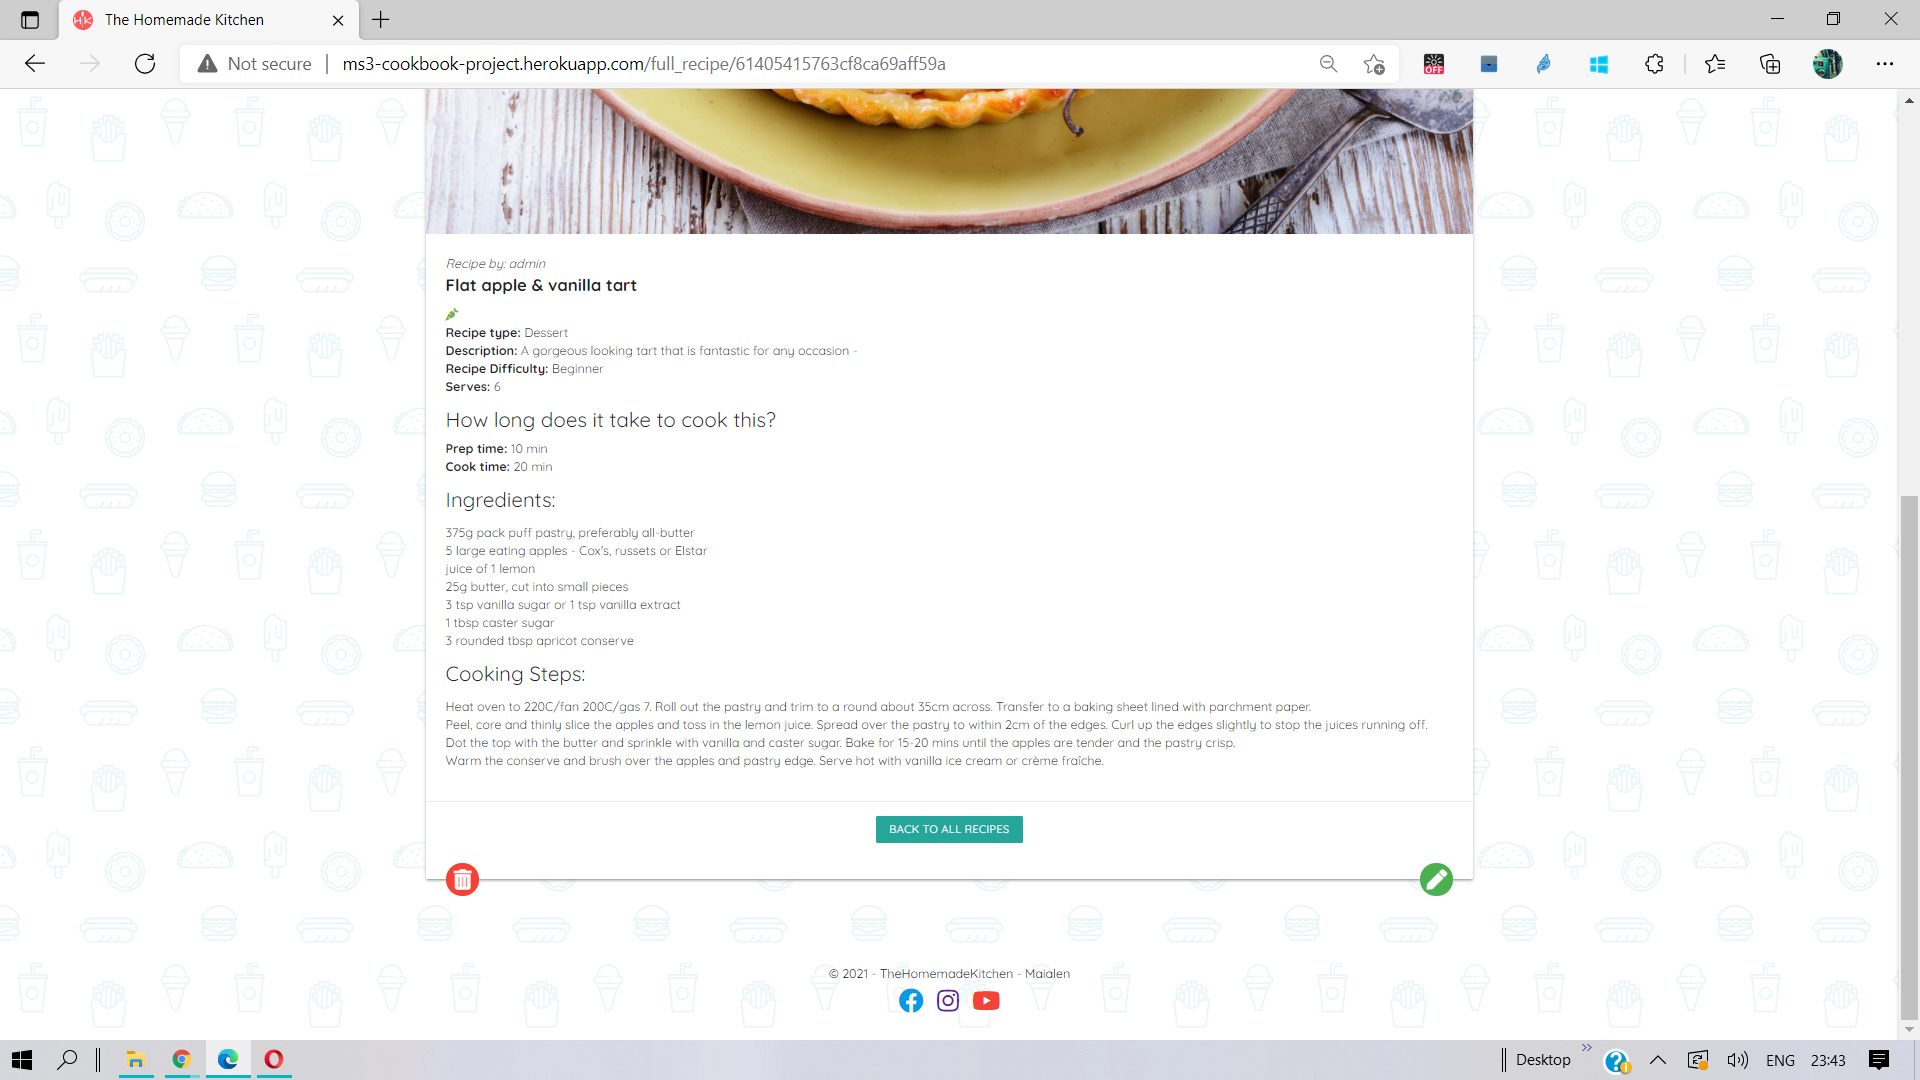 The Homemade Kitchen
Not secure
ms3-cookbook-project.herokuapp.com/full_recipe/61405415763cf8ca69aff59a
OFF
Recipe by: admin
Flat apple & vanilla tart
Recipe type: Dessert
Description: A gorgeous looking tart that is fantastic for any occasion -
Recipe Difficulty: Beginner
Serves: 6
How long does it take to cook this?
Prep time: 10 min
Cook time: 20 min
Ingredients:
375g pack puff pastry, preferably all-butter
5 large eating apples - Cox's, russets or Elstar
juice of 1 lemon
25g butter, cut into small pieces
3 tsp vanilla sugar or 1 tsp vanilla extract
1 tbsp caster sugar
3 rounded tbsp apricot conserve
Cooking Steps:
Heat oven to 220C/fan 200C/gas 7. Roll out the pastry and trim to a round about 35cm across. Transfer to a baking sheet lined with parchment paper.
Peel, core and thinly slice the apples and toss in the lemon juice. Spread over the pastry to within 2cm of the edges. Curl up the edges slightly to stop the juices running off.
Dot the top with the butter and sprinkle with vanilla and caster sugar. Bake for 15-20 mins until the apples are tender and the pastry crisp.
Warm the conserve and brush over the apples and pastry edge. Serve hot with vanilla ice cream or crème fraîche.
BACK TO ALL RECIPES
© 2021 - TheHomemadeKitchen - Maialen
Desktop
ENG
23:43